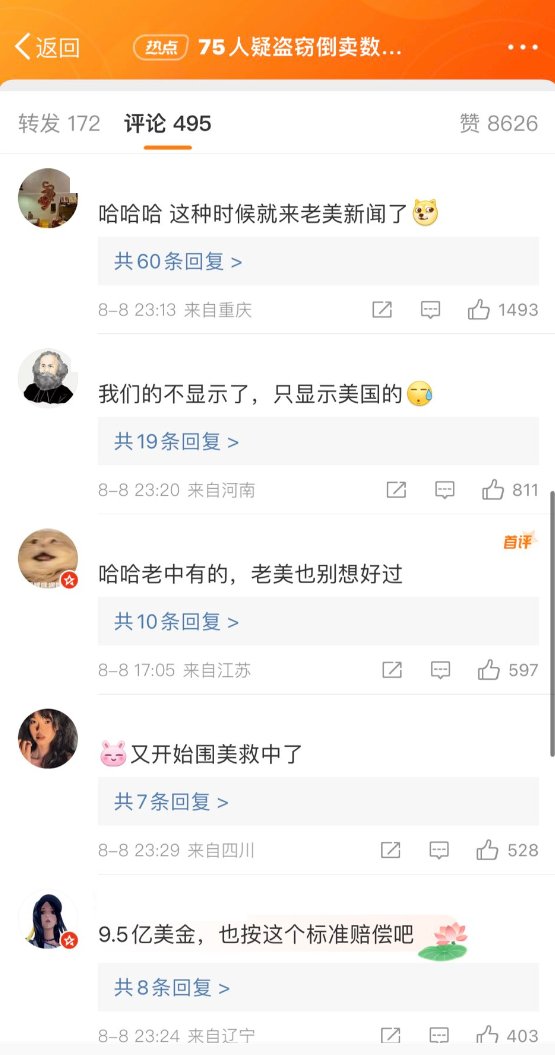 返回
热点
75人疑盗窃倒卖数...
转发 172
评论 495
赞 8626
哈哈哈 这种时候就来老美新闻了
共60条回复 >
8-8 23:13 来自重庆
1493
我们的不显示了，只显示美国的
共19条回复 >
8-8 23:20 来自河南
811
首评
哈哈老中有的，老美也别想好过
共10条回复 >
8-8 17:05 来自江苏
597
又开始围美救中了
共7条回复 >
8-8 23:29 来自四川
528
9.5亿美金，也按这个标准赔偿吧
共8条回复 >
8-8 23:24 来自辽宁
403